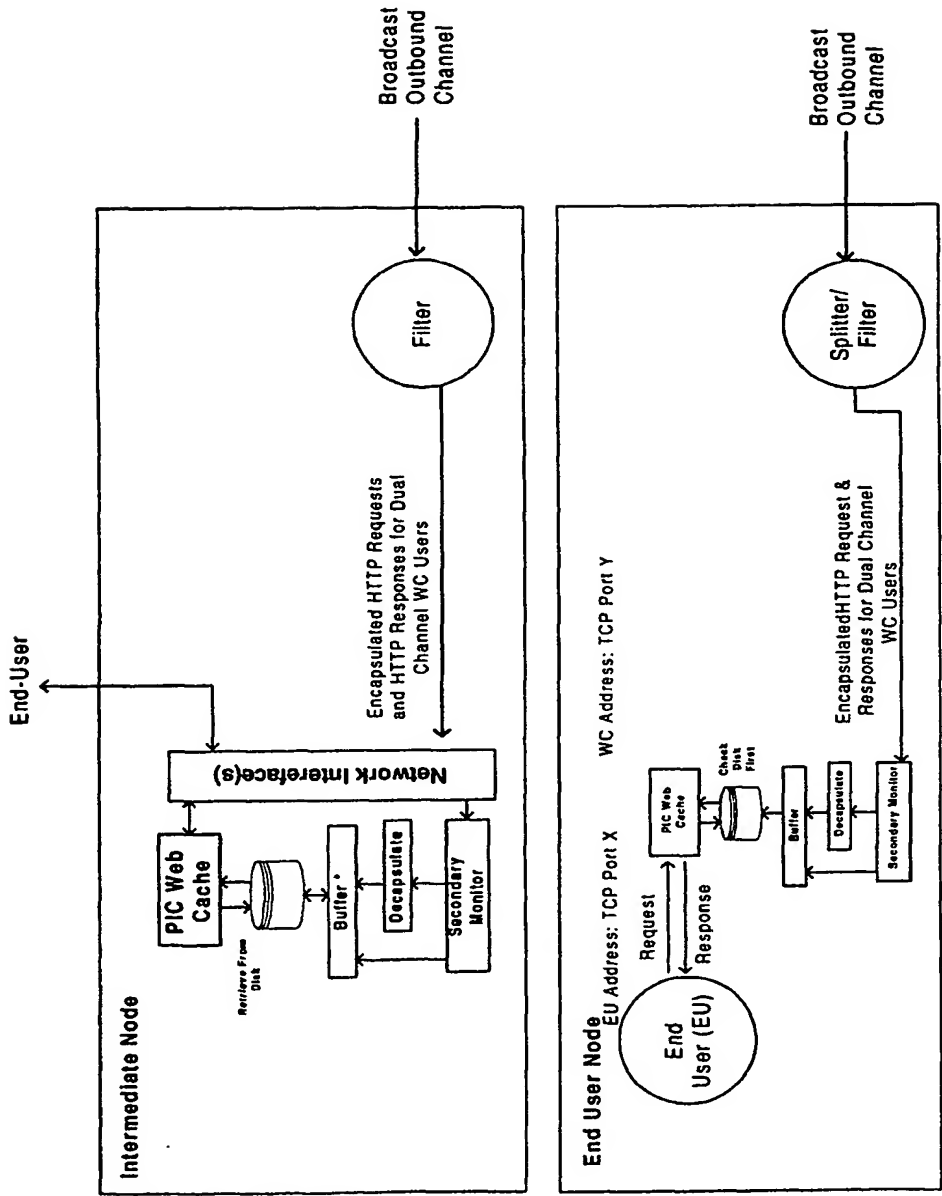 Intermediate Node
End-User
PIC Web
Cache
Retrieve From
Disk
Buffer
Decapsulate
Secondary
Monitor
Network Intereface(s)
Encapsulated HTTP Requests
and HTTP Responses for Dual
Channel WC Users
Filter
Broadcast
Outbound
Channel
End User Node
EU Address: TCP Port X
WC Address: TCP Port Y
End
User (EU)
Request
Response
PIC Web
Cache
Check
Disk
First
Buffer
Decapsulate
Secondary Monitor
EncapsulatedHTTP Request &
Responses for Dual Channel
WC Users
Splitter/
Filter
Broadcast
Outbound
Channel